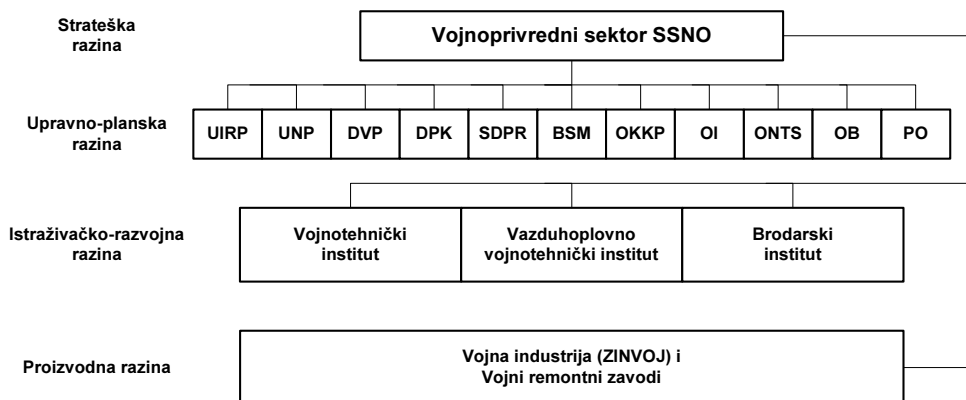 Strateška
razina
Vojnoprivredni sektor SSNO
Upravno-planska
razina
UIRP UNP DVP DPK SDPR BSM OKKP OI ONTS OB PO
Istraživačko-razvojna
razina
Vojnotehnički
institut
Vazduhoplovno
vojnotehnički institut
Brodarski
institut
Proizvodna razina
Vojna industrija (ZINVOJ) i
Vojni remontni zavodi